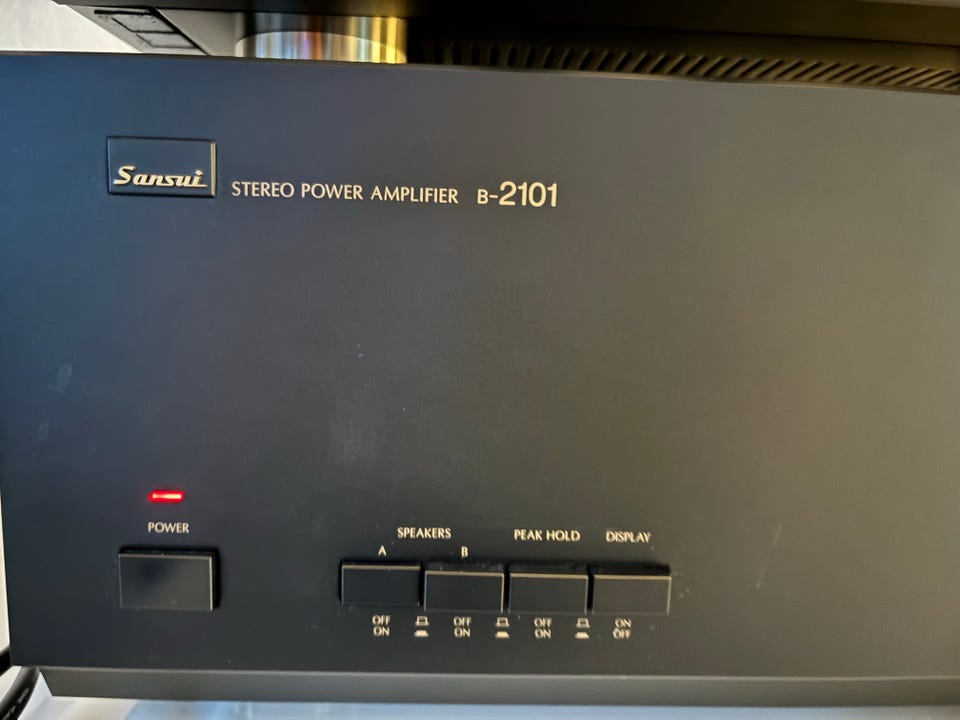 Sansui
STEREO POWER AMPLIFIER B-2101
POWER
SPEAKERS
A B
PEAK HOLD
DISPLAY
OFF
ON
OFF
ON
OFF
ON
ON
OFF